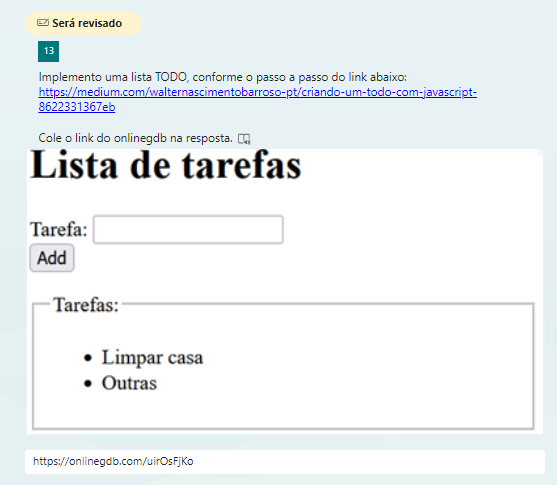 Será revisado
13
Implemento uma lista TODO, conforme o passo a passo do link abaixo:
https://medium.com/walternascimentobarroso-pt/criando-um-todo-com-javascript-
8622331367eb
Cole o link do onlinegdb na resposta.
Lista de tarefas
Tarefa:
Add
Tarefas:
• Limpar casa
• Outras
https://onlinegdb.com/uirOsFjKo